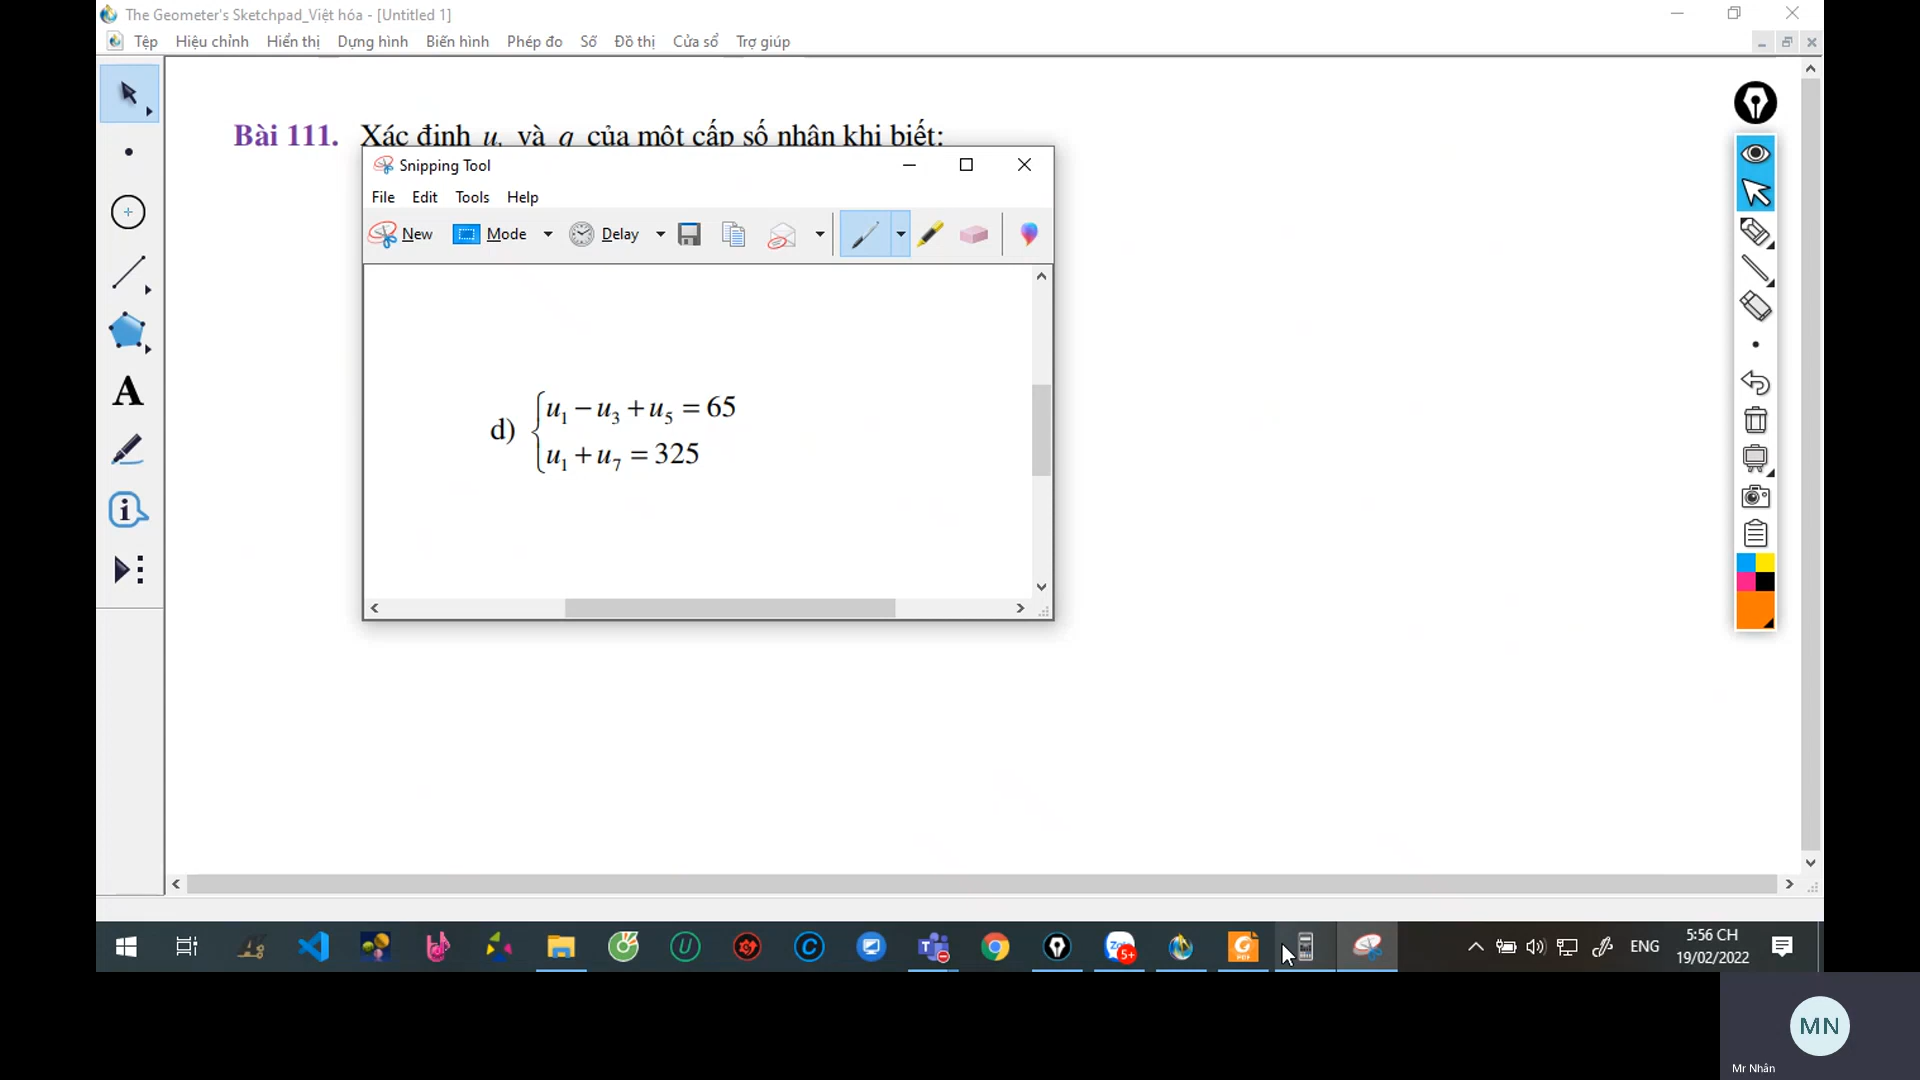 The Geometer's Sketchpad_Việt hóa - [Untitled 1]
Tệp Hiệu chỉnh Hiển thị Dựng hình Biến hình Phép đo Số Đồ thị Cửa sổ Trợ giúp
Bài 111. Xác định u₁ và q của một cấp số nhân khi biết:
Snipping Tool
File Edit Tools Help
New Mode Delay
d) { u₁ − u₃ + u₅ = 65
u₁ + u₇ = 325
A
ENG
5:56 CH
19/02/2022
5+
MN
Mr Nhân